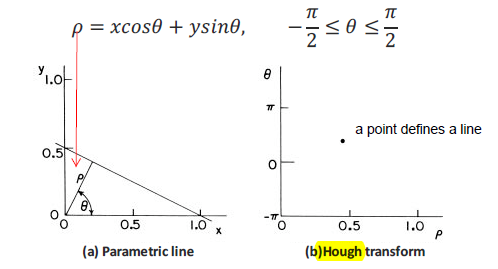 ρ = xcosθ + ysinθ, -π/2 ≤ θ ≤ π/2
y
1.0
0.5
0
ρ
θ
0
0.5
1.0
x
(a) Parametric line
θ
π
0
-π
a point defines a line
0
0.5
1.0
ρ
(b)Hough transform